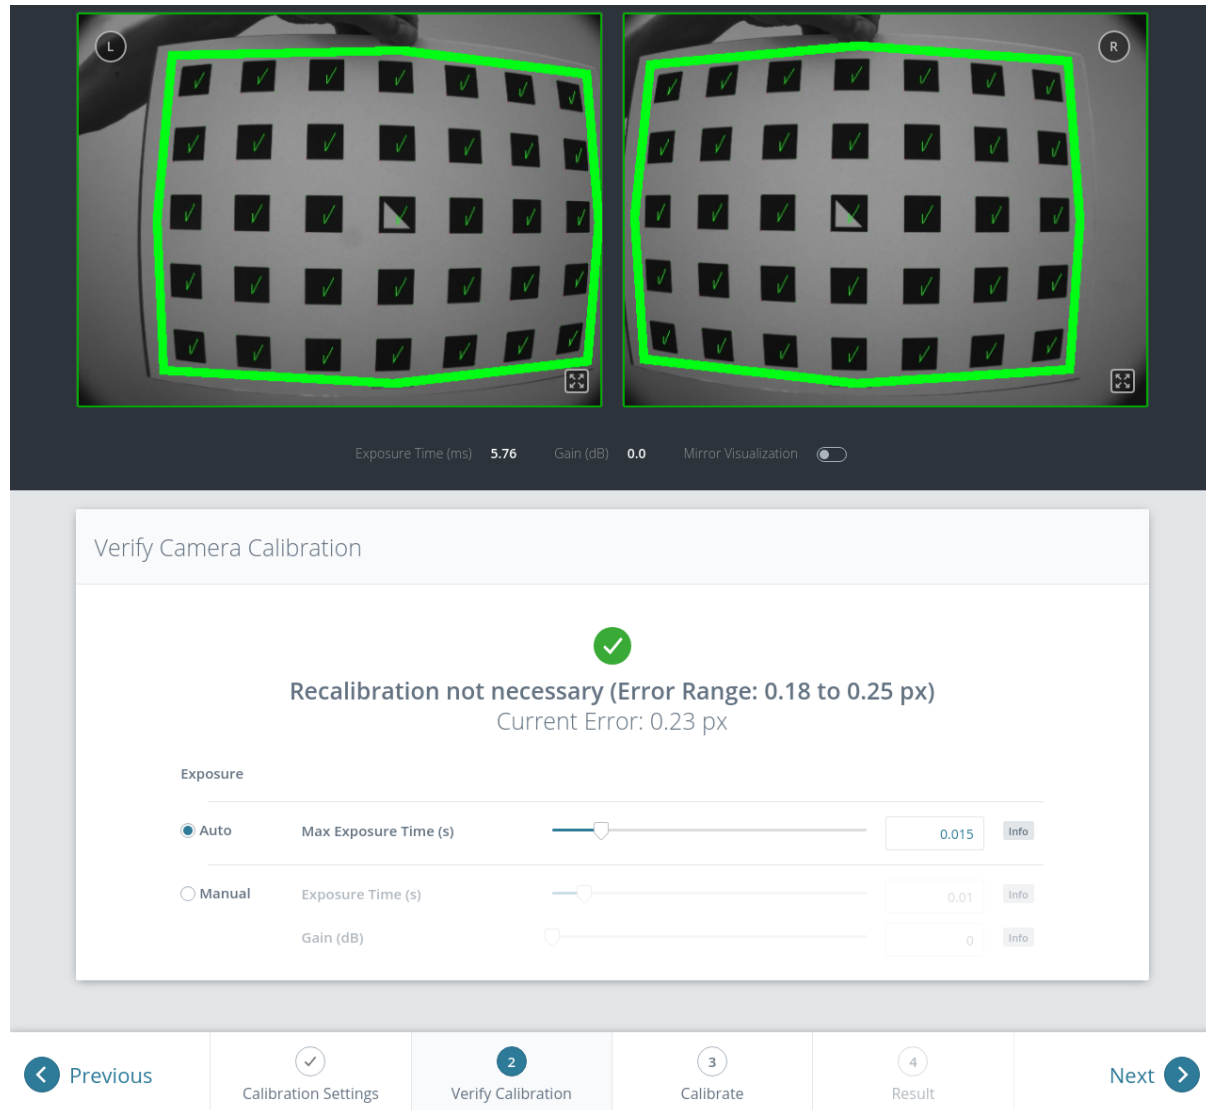 L
R
Exposure Time (ms) 5.76 Gain (dB) 0.0 Mirror Visualization
Verify Camera Calibration
Recalibration not necessary (Error Range: 0.18 to 0.25 px)
Current Error: 0.23 px
Exposure
Auto Max Exposure Time (s) 0.015 Info
Manual Exposure Time (s) 0.01 Info
Gain (dB) 0 Info
Previous
2 3 4
Calibration Settings Verify Calibration Calibrate Result
Next